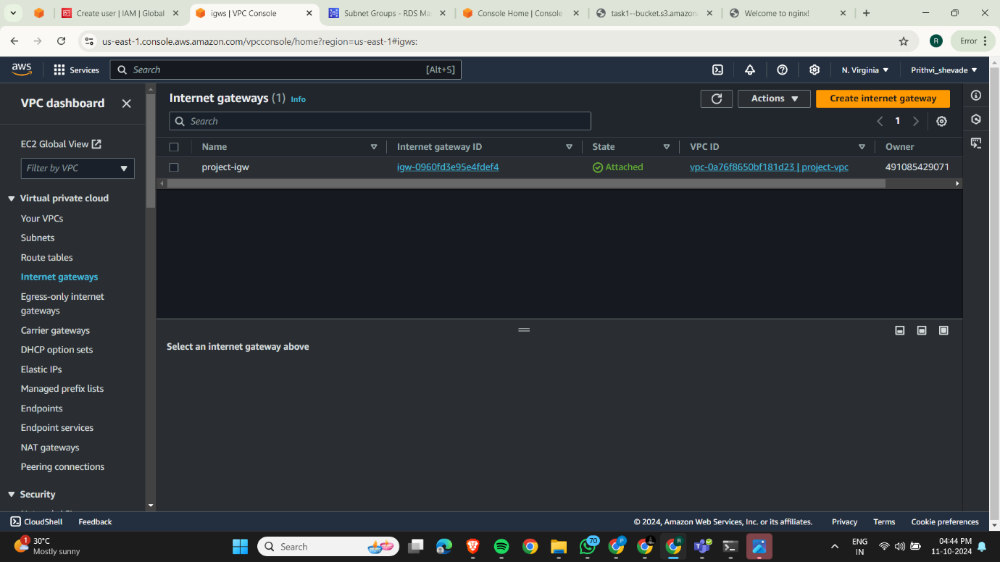 Create user | IAM | Global
igws | VPC Console
Subnet Groups - RDS Ma
Console Home | Console
task1--bucket.s3.amazon
Welcome to nginx!
us-east-1.console.aws.amazon.com/vpcconsole/home?region=us-east-1#igws:
R
Error
aws
Services
Search
[Alt+S]
N. Virginia
Prithvi_shevade
VPC dashboard
EC2 Global View
Filter by VPC
Virtual private cloud
Your VPCs
Subnets
Route tables
Internet gateways
Egress-only internet
gateways
Carrier gateways
DHCP option sets
Elastic IPs
Managed prefix lists
Endpoints
Endpoint services
NAT gateways
Peering connections
Security
Internet gateways (1) Info
Actions
Create internet gateway
Search
1
Name
Internet gateway ID
State
VPC ID
Owner
project-igw
igw-0960fd3e95e4fdef4
Attached
vpc-0a76f8650bf181d23 | project-vpc
491085429071
Select an internet gateway above
CloudShell
Feedback
© 2024, Amazon Web Services, Inc. or its affiliates.
Privacy
Terms
Cookie preferences
1
30°C
Mostly sunny
Search
70
P
R
ENG
IN
04:44 PM
11-10-2024